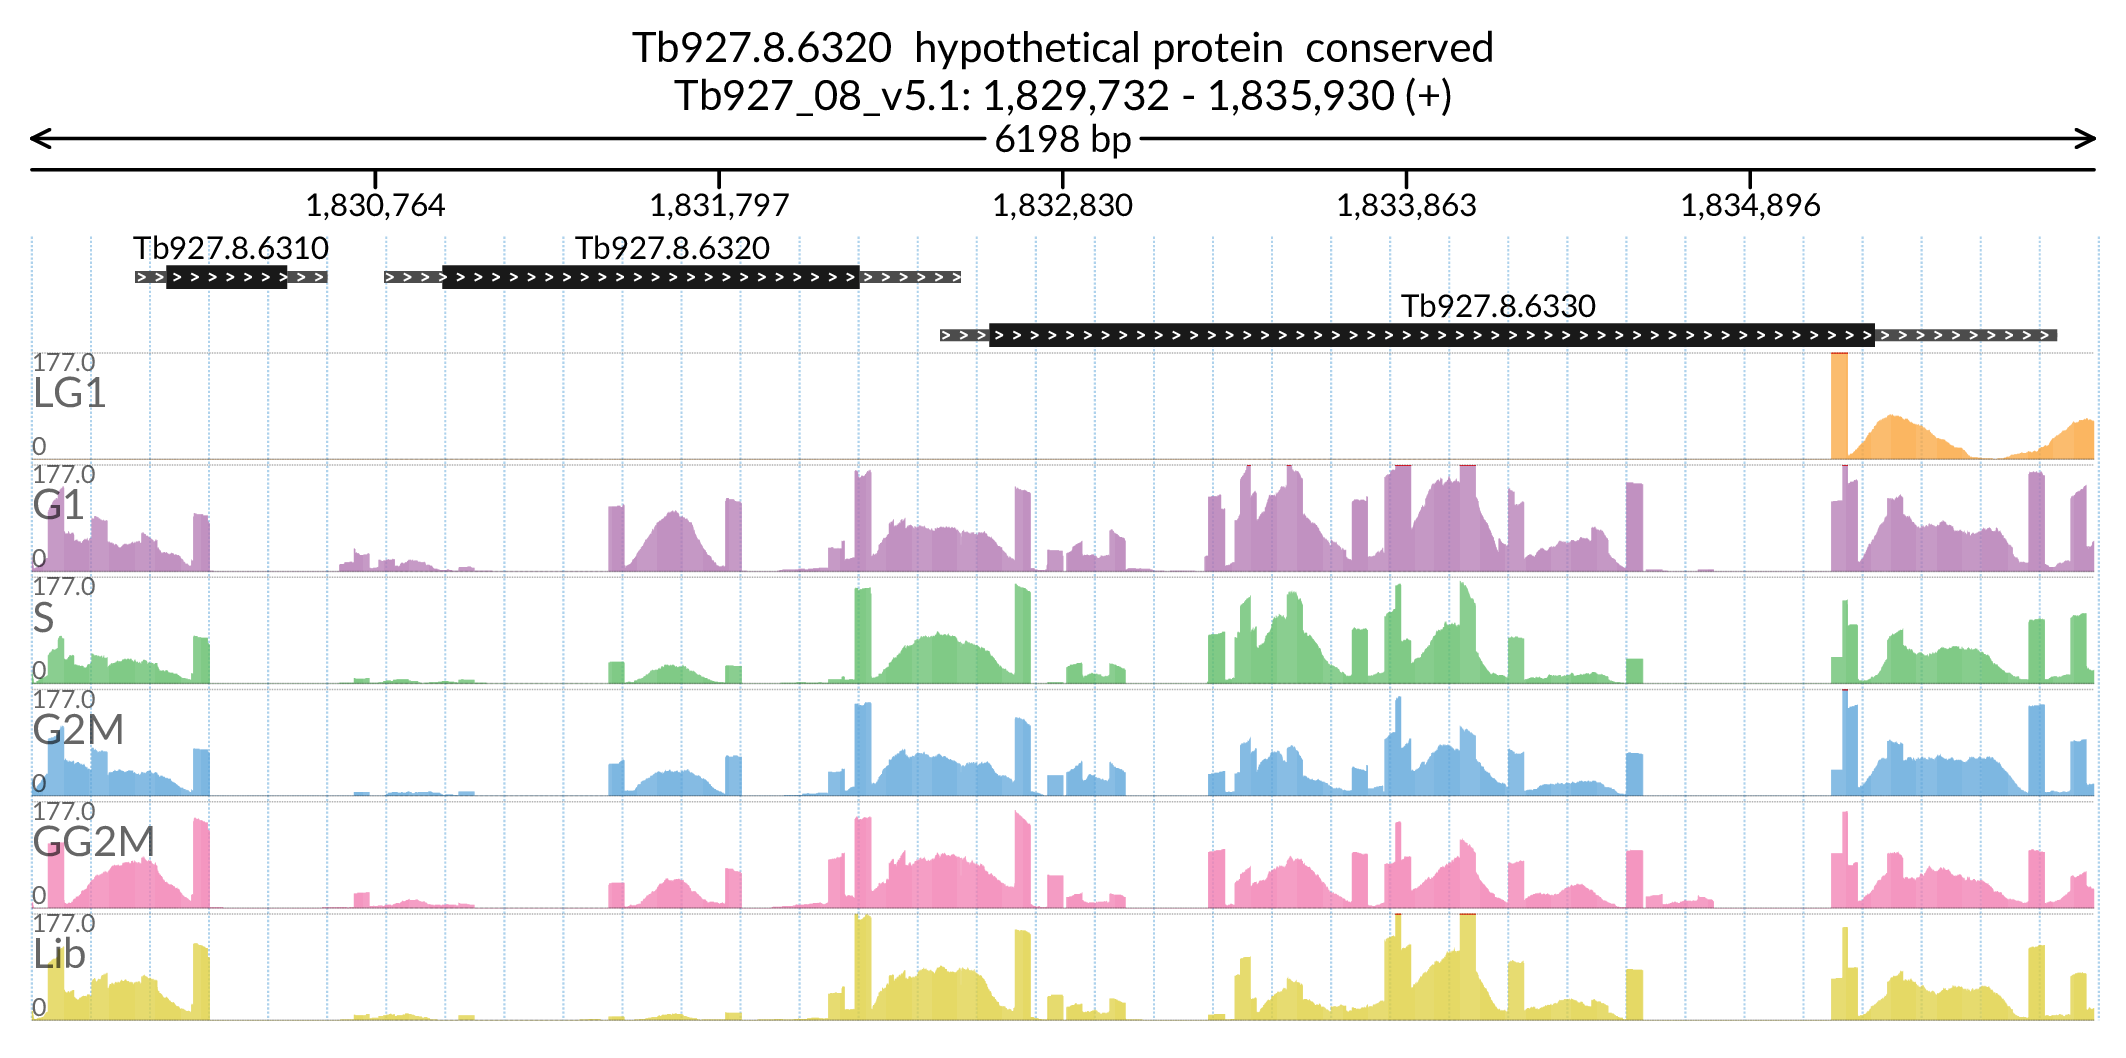 Tb927.8.6320  hypothetical protein  conserved
Tb927_08_v5.1: 1,829,732 - 1,835,930 (+)
6198 bp
1,830,764 1,831,797 1,832,830 1,833,863 1,834,896
Tb927.8.6310 Tb927.8.6320
Tb927.8.6330
177.0
LG1
0
177.0
G1
0
177.0
S
0
177.0
G2M
0
177.0
GG2M
0
177.0
Lib
0